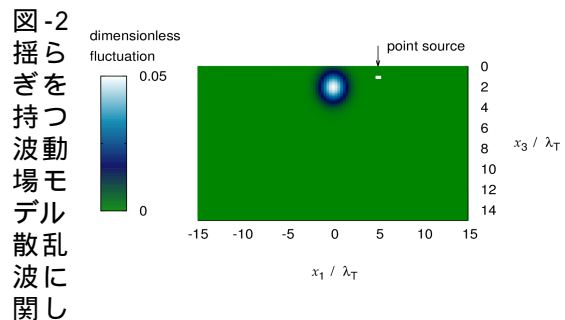 図-2
揺ら
ぎを
持つ
波動
場モ
デル
散乱
波に
関し
dimensionless
fluctuation
0.05
0
point source
0
2
4
6
8
10
12
14
x3 / λT
-15 -10 -5 0 5 10 15
x1 / λT